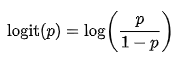 logit(p) = log(p / (1 − p))